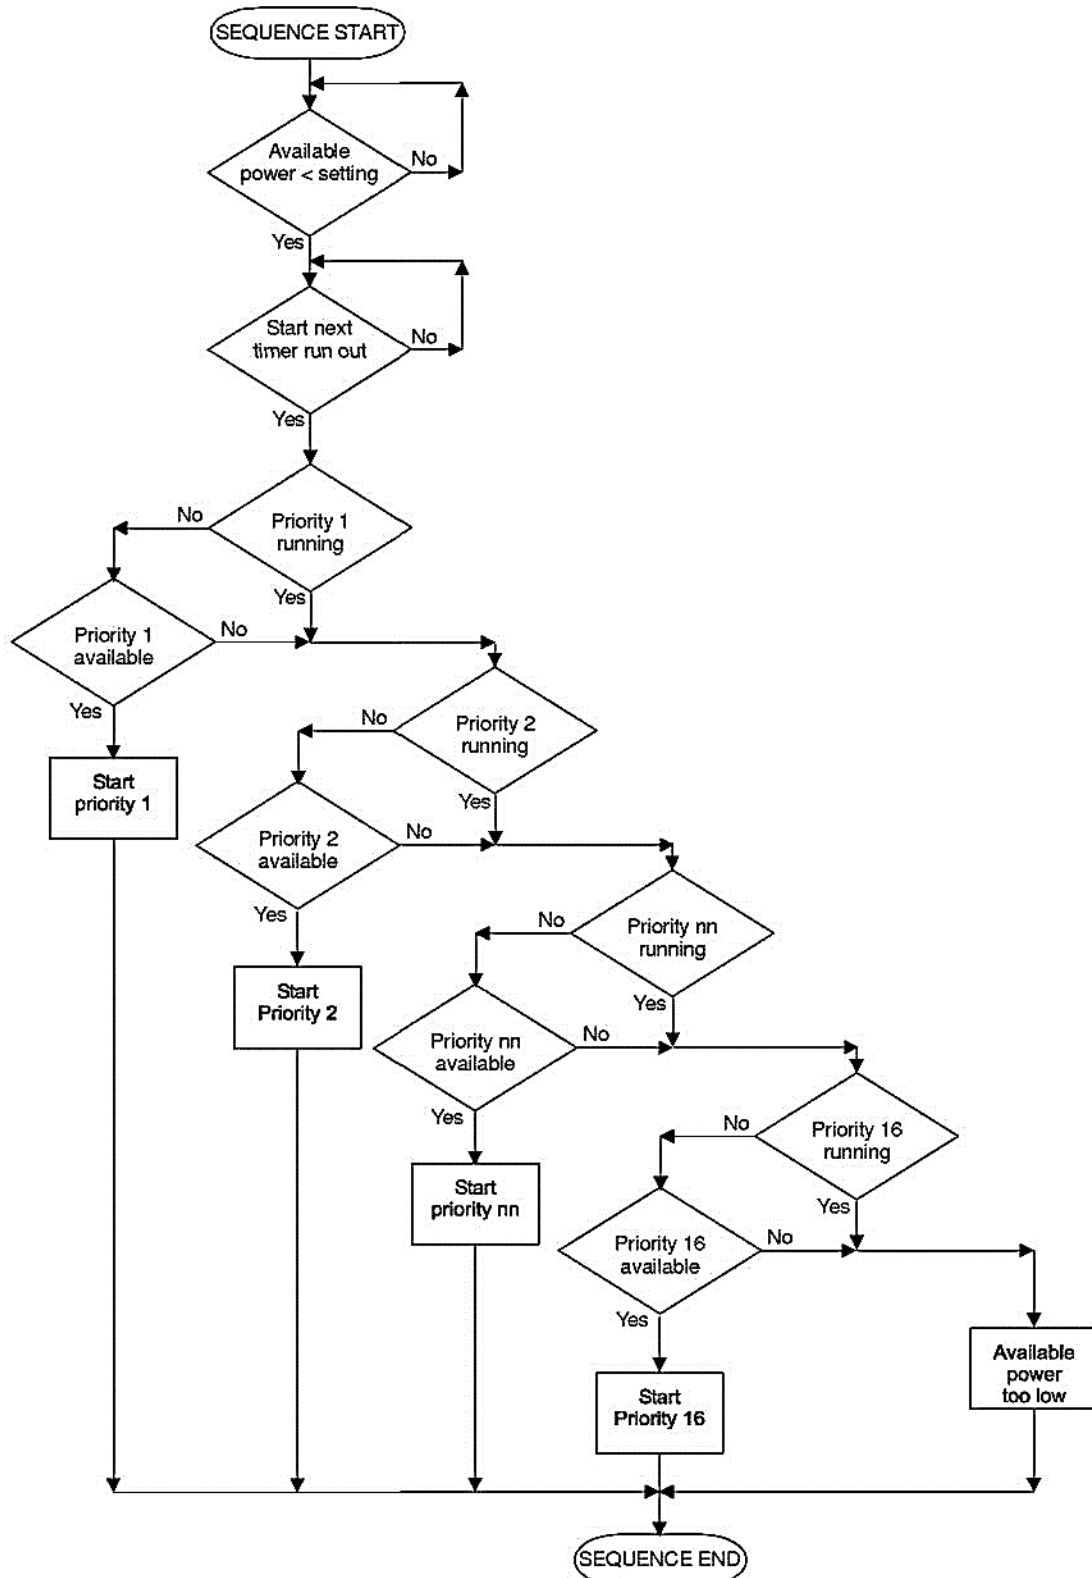 SEQUENCE START
Available
power < setting
No
Yes
Start next
timer run out
No
Yes
Priority 1
running
No
Yes
Priority 1
available
No
Yes
Start
priority 1
Priority 2
running
No
Yes
Priority 2
available
No
Yes
Start
Priority 2
Priority nn
running
No
Yes
Priority nn
available
No
Yes
Start
priority nn
Priority 16
running
No
Yes
Priority 16
available
No
Yes
Start
Priority 16
Available
power
too low
SEQUENCE END